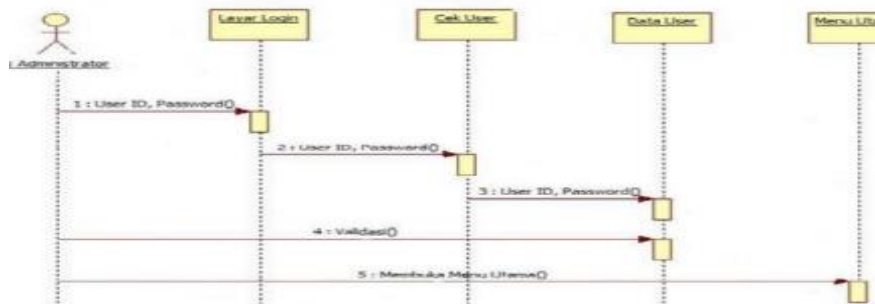 Layar Login
Cek User
Data User
Menu
Administrator
1 : User ID, Password()
2 : User ID, Password()
3 : User ID, Password()
4 : Validasi()
5 : Membuka Menu Utama()